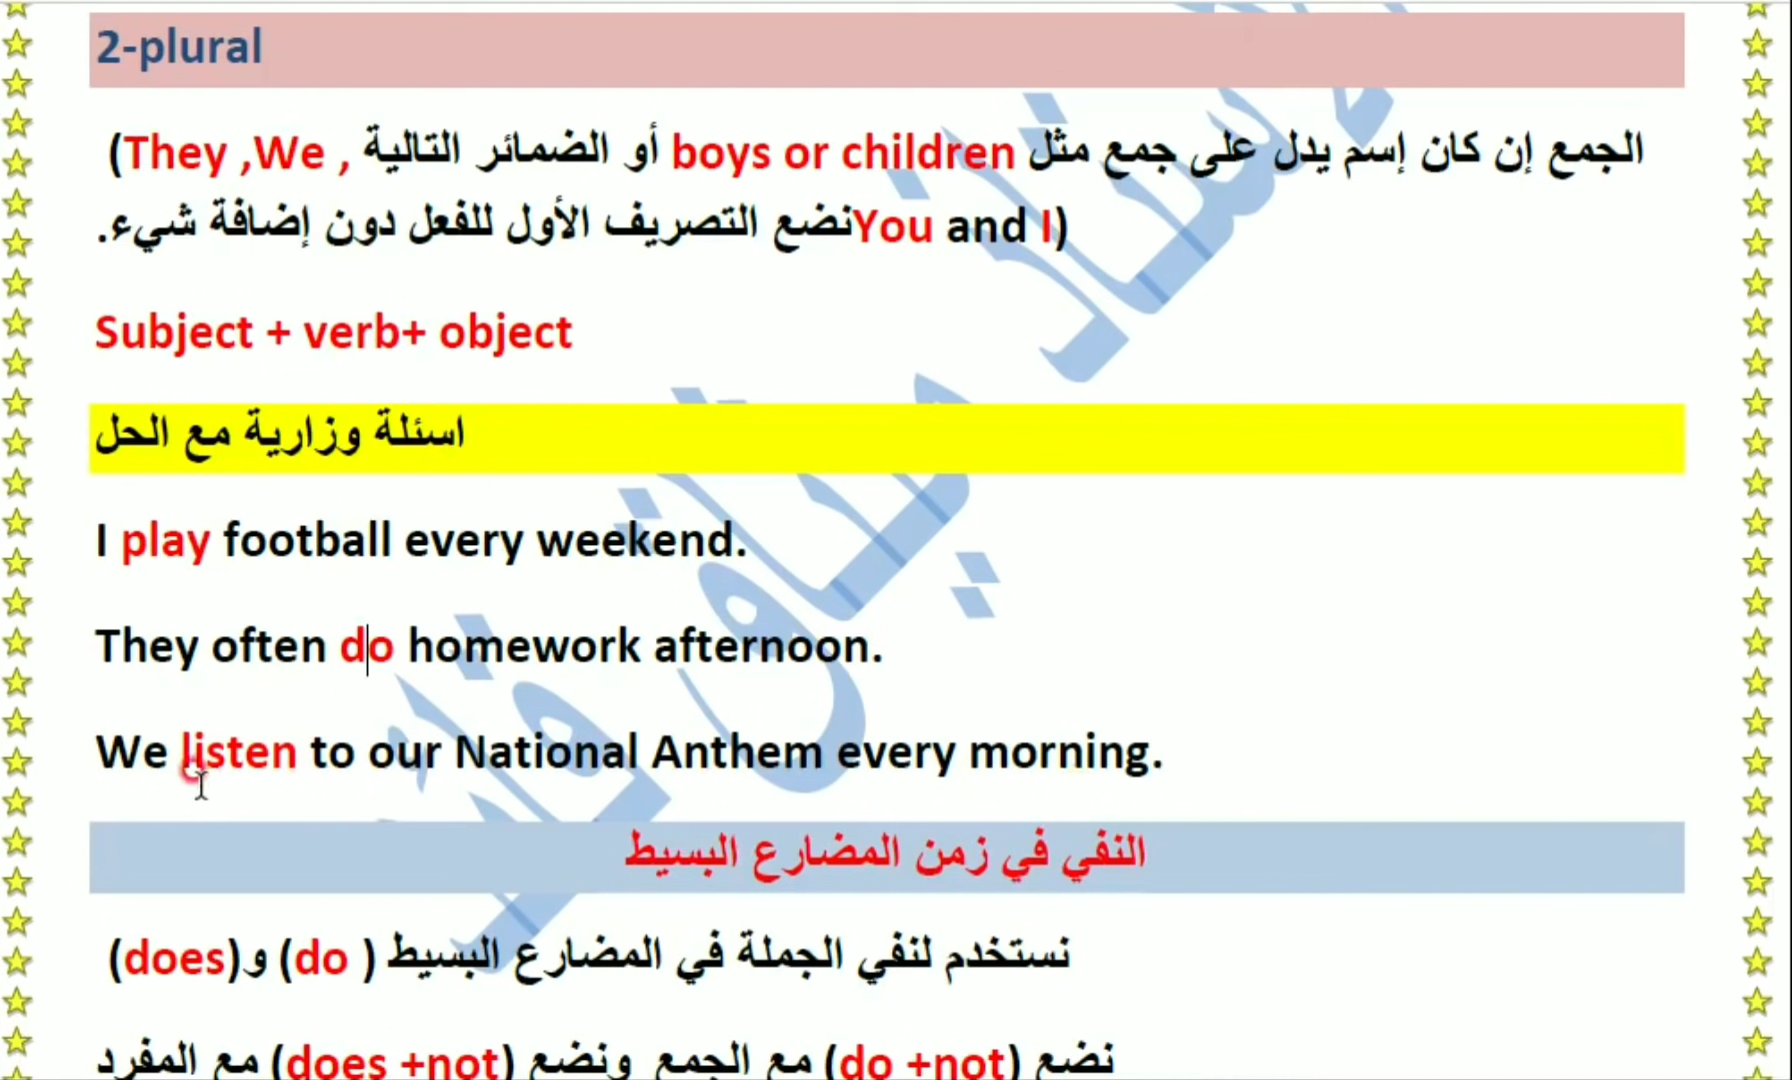 2-plural
الجمع إن كان إسم يدل على جمع مثل boys or children أو الضمائر التالية (They ,We ,
You and I) نضع التصريف الأول للفعل دون إضافة شيء.
Subject + verb+ object
اسئلة وزارية مع الحل
I play football every weekend.
They often do homework afternoon.
We listen to our National Anthem every morning.
النفي في زمن المضارع البسيط
نستخدم لنفي الجملة في المضارع البسيط ( do) و(does)
نضع (do +not) مع الجمع ونضع (does +not) مع المفرد